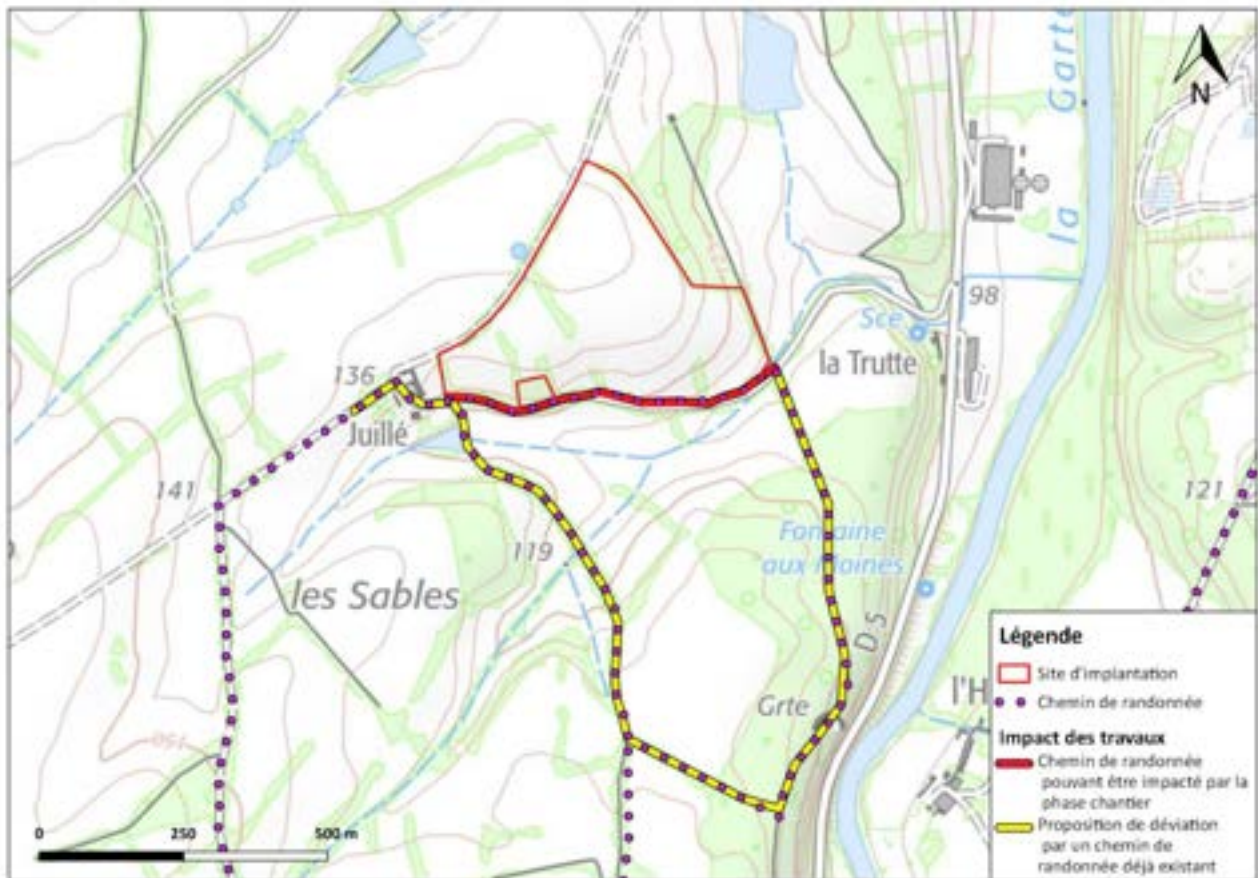 la Garte
N
98
Sce
la Trutte
136
Juillé
141
121
Fontaine
aux Moines
119
les Sables
D S
l'H
Grte
150
0 250 500 m
Légende
Site d'implantation
Chemin de randonnée
Impact des travaux
Chemin de randonnée
pouvant être impacté par la
phase chantier
Proposition de déviation
par un chemin de
randonnée déjà existant